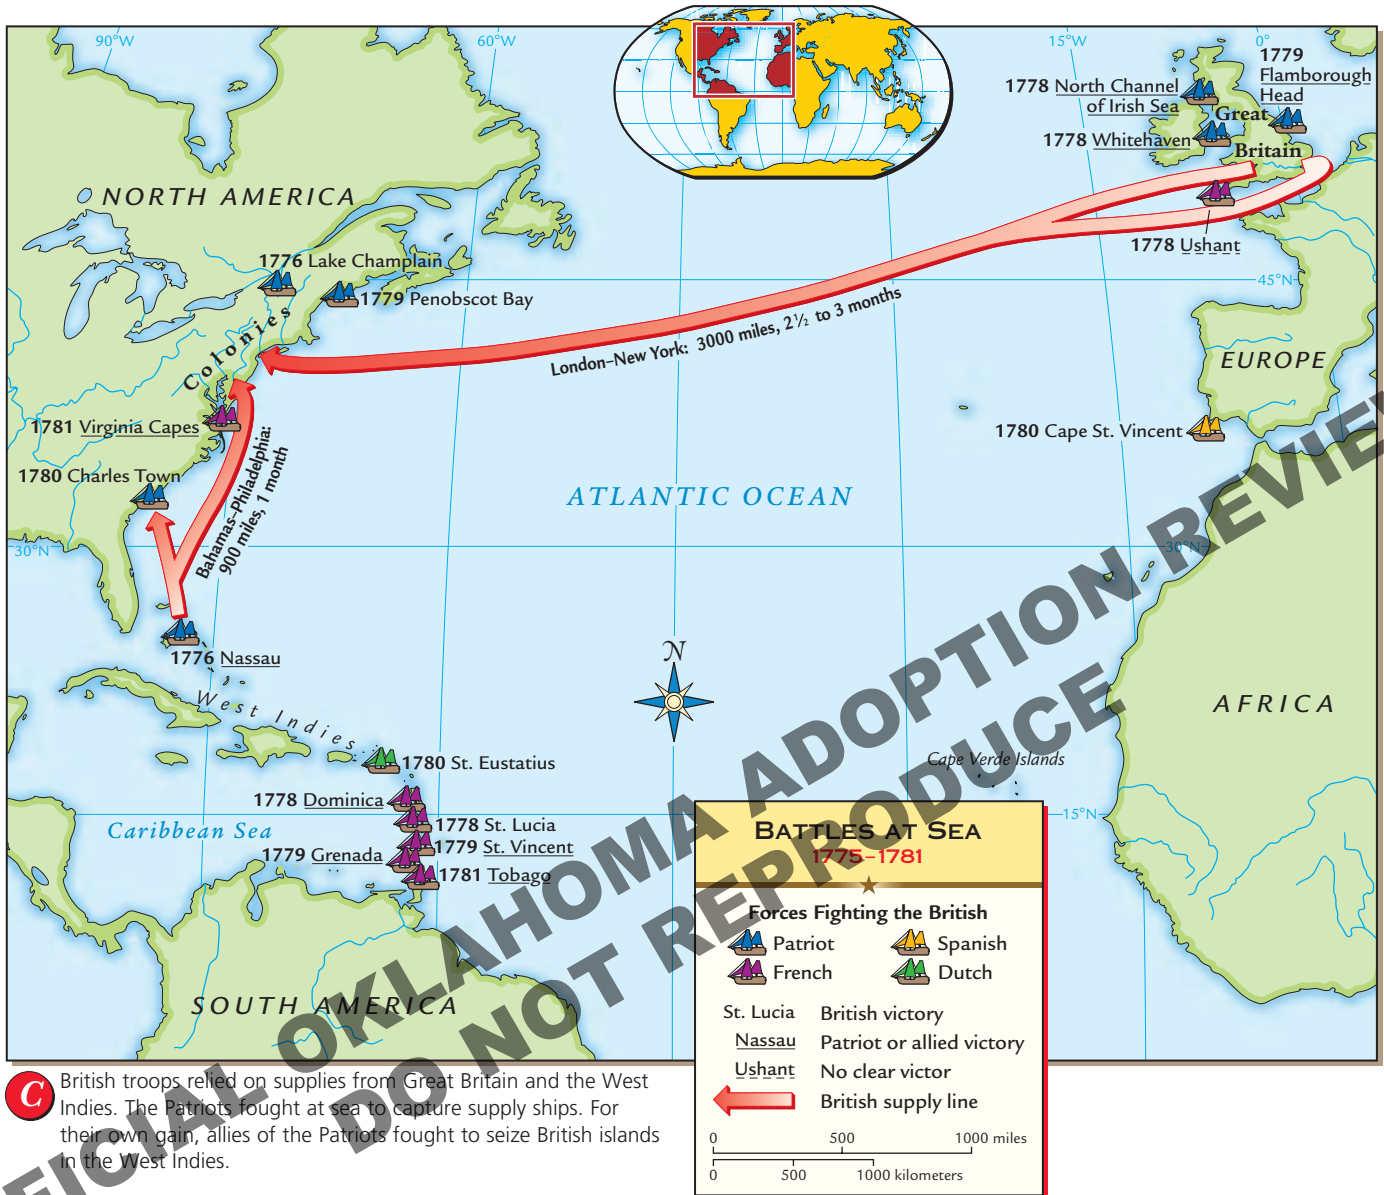 90°W
60°W
15°W
0°
1779
Flamborough
Head
1778 North Channel
of Irish Sea
Great
Britain
1778 Whitehaven
NORTH AMERICA
1778 Ushant
1776 Lake Champlain
1779 Penobscot Bay
45°N
Colonies
London–New York: 3000 miles, 2½ to 3 months
EUROPE
1781 Virginia Capes
1780 Cape St. Vincent
1780 Charles Town
Bahamas–Philadelphia:
900 miles, 1 month
ATLANTIC OCEAN
30°N
30°N
1776 Nassau
N
West Indies
AFRICA
1780 St. Eustatius
Cape Verde Islands
1778 Dominica
1778 St. Lucia
Caribbean Sea
1779 St. Vincent
1779 Grenada
1781 Tobago
15°N
SOUTH AMERICA
BATTLES AT SEA
1775–1781
Forces Fighting the British
Patriot
Spanish
French
Dutch
St. Lucia British victory
Nassau Patriot or allied victory
Ushant No clear victor
British supply line
0 500 1000 miles
0 500 1000 kilometers
C
British troops relied on supplies from Great Britain and the West
Indies. The Patriots fought at sea to capture supply ships. For
their own gain, allies of the Patriots fought to seize British islands
in the West Indies.
OKLAHOMA ADOPTION
DO NOT REPRODUCE.